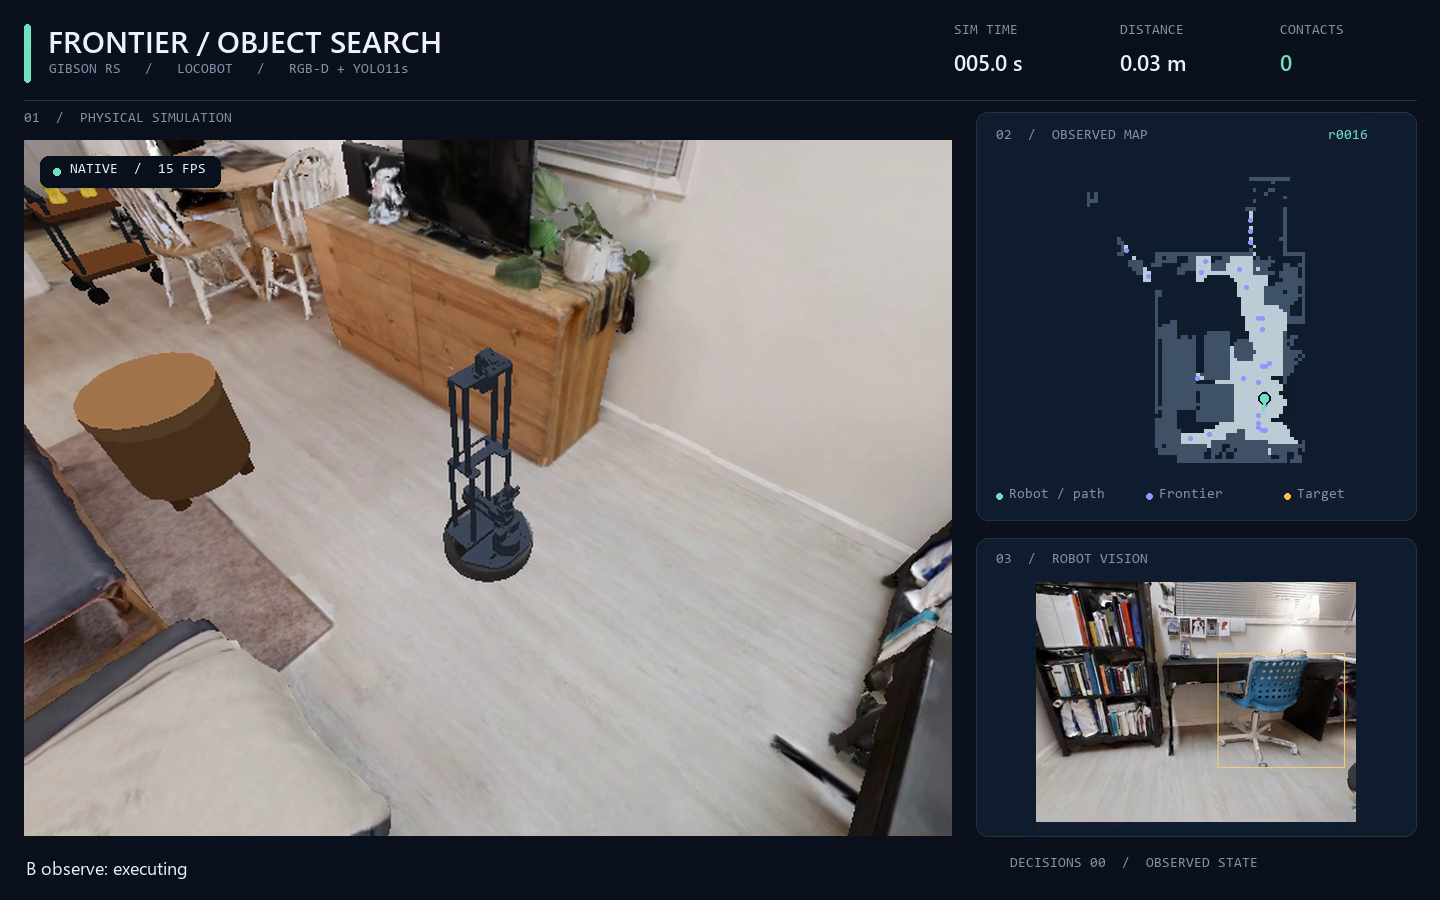 FRONTIER / OBJECT SEARCH
GIBSON RS / LOCOBOT / RGB-D + YOLO11s
SIM TIME
005.0 s
DISTANCE
0.03 m
CONTACTS
0
01 / PHYSICAL SIMULATION
NATIVE / 15 FPS
02 / OBSERVED MAP
r0016
Robot / path
Frontier
Target
03 / ROBOT VISION
B observe: executing
DECISIONS 00 / OBSERVED STATE